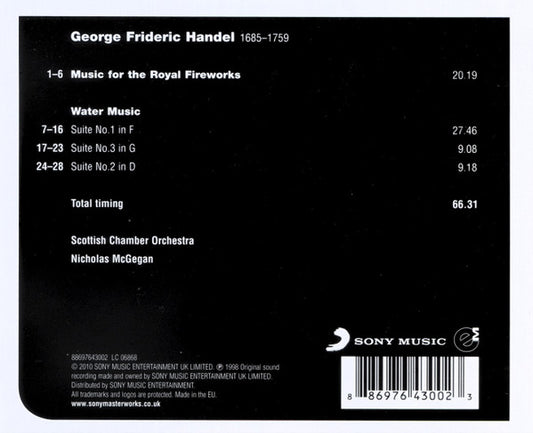 George Frideric Handel 1685–1759
1–6 Music for the Royal Fireworks 20.19
Water Music
7–16 Suite No.1 in F 27.46
17–23 Suite No.3 in G 9.08
24–28 Suite No.2 in D 9.18
Total timing 66.31
Scottish Chamber Orchestra
Nicholas McGegan
SONY MUSIC
88697643002 LC 06868
© 2010 SONY MUSIC ENTERTAINMENT UK LIMITED. ℗ 1998 Original sound
recording made and owned by SONY MUSIC ENTERTAINMENT UK LIMITED.
Distributed by SONY MUSIC ENTERTAINMENT.
All trademarks and logos are protected. Made in the EU.
www.sonymasterworks.co.uk
8 86976 43002 3